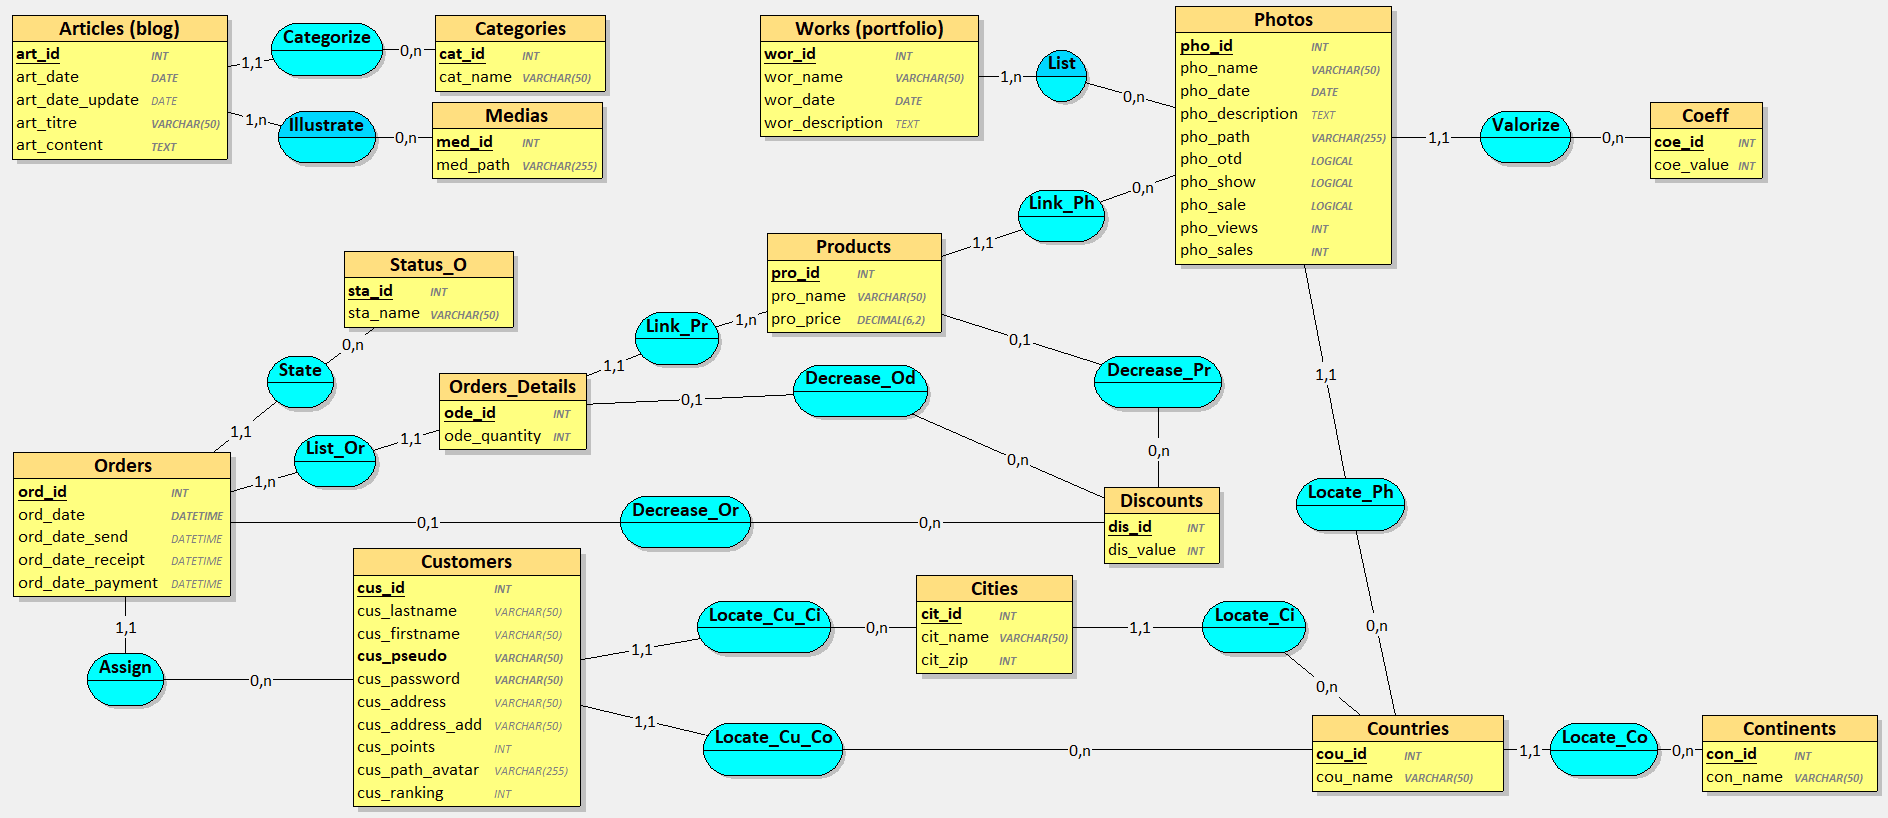 Articles (blog)
art_id INT
art_date DATE
art_date_update DATE
art_titre VARCHAR(50)
art_content TEXT
1,1
Categorize
0,n
Categories
cat_id INT
cat_name VARCHAR(50)
1,n
Illustrate
0,n
Medias
med_id INT
med_path VARCHAR(255)
Works (portfolio)
wor_id INT
wor_name VARCHAR(50)
wor_date DATE
wor_description TEXT
1,n
List
0,n
Photos
pho_id INT
pho_name VARCHAR(50)
pho_date DATE
pho_description TEXT
pho_path VARCHAR(255)
pho_otd LOGICAL
pho_show LOGICAL
pho_sale LOGICAL
pho_views INT
pho_sales INT
1,1
Valorize
0,n
Coeff
coe_id INT
coe_value INT
0,n
Link_Ph
1,1
Products
pro_id INT
pro_name VARCHAR(50)
pro_price DECIMAL(6,2)
Status_O
sta_id INT
sta_name VARCHAR(50)
0,n
State
1,1
1,n
Link_Pr
1,1
Orders_Details
ode_id INT
ode_quantity INT
0,1
Decrease_Od
0,n
0,1
Decrease_Pr
0,n
1,1
List_Or
1,n
Orders
ord_id INT
ord_date DATETIME
ord_date_send DATETIME
ord_date_receipt DATETIME
ord_date_payment DATETIME
0,1
Decrease_Or
0,n
Discounts
dis_id INT
dis_value INT
1,1
Locate_Ph
0,n
1,1
Assign
0,n
Customers
cus_id INT
cus_lastname VARCHAR(50)
cus_firstname VARCHAR(50)
cus_pseudo VARCHAR(50)
cus_password VARCHAR(50)
cus_address VARCHAR(50)
cus_address_add VARCHAR(50)
cus_points INT
cus_path_avatar VARCHAR(255)
cus_ranking INT
1,1
Locate_Cu_Ci
0,n
Cities
cit_id INT
cit_name VARCHAR(50)
cit_zip INT
1,1
Locate_Ci
0,n
1,1
Locate_Cu_Co
0,n
Countries
cou_id INT
cou_name VARCHAR(50)
1,1
Locate_Co
0,n
Continents
con_id INT
con_name VARCHAR(50)